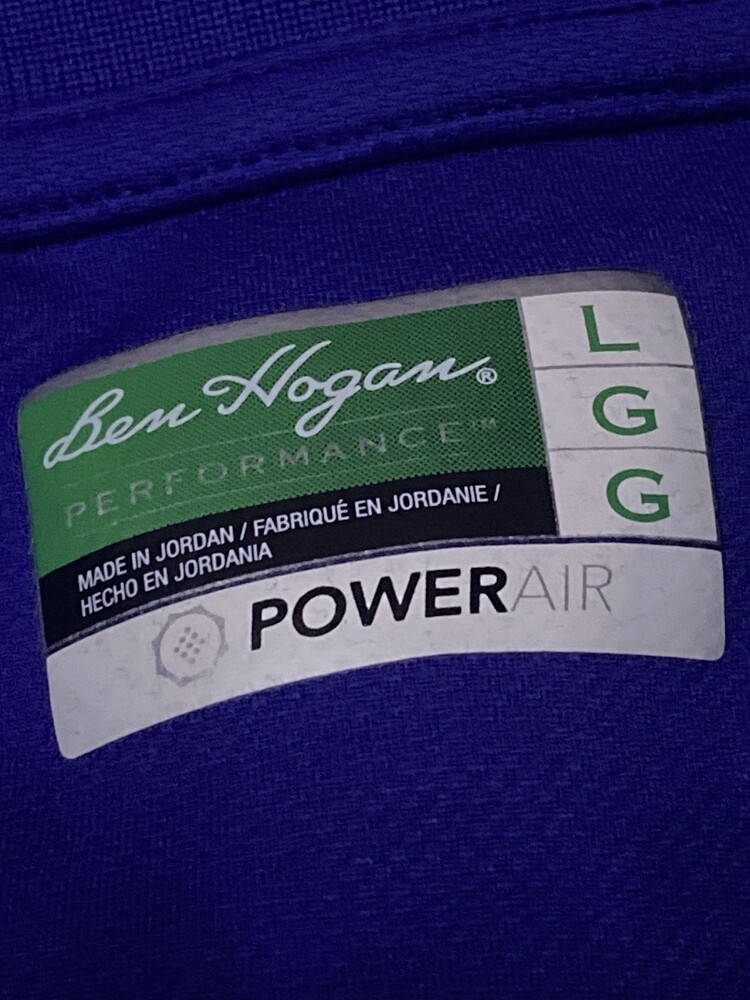 Ben Hogan®
PERFORMANCE™
MADE IN JORDAN / FABRIQUÉ EN JORDANIE /
HECHO EN JORDANIA
POWERAIR
L
G
G